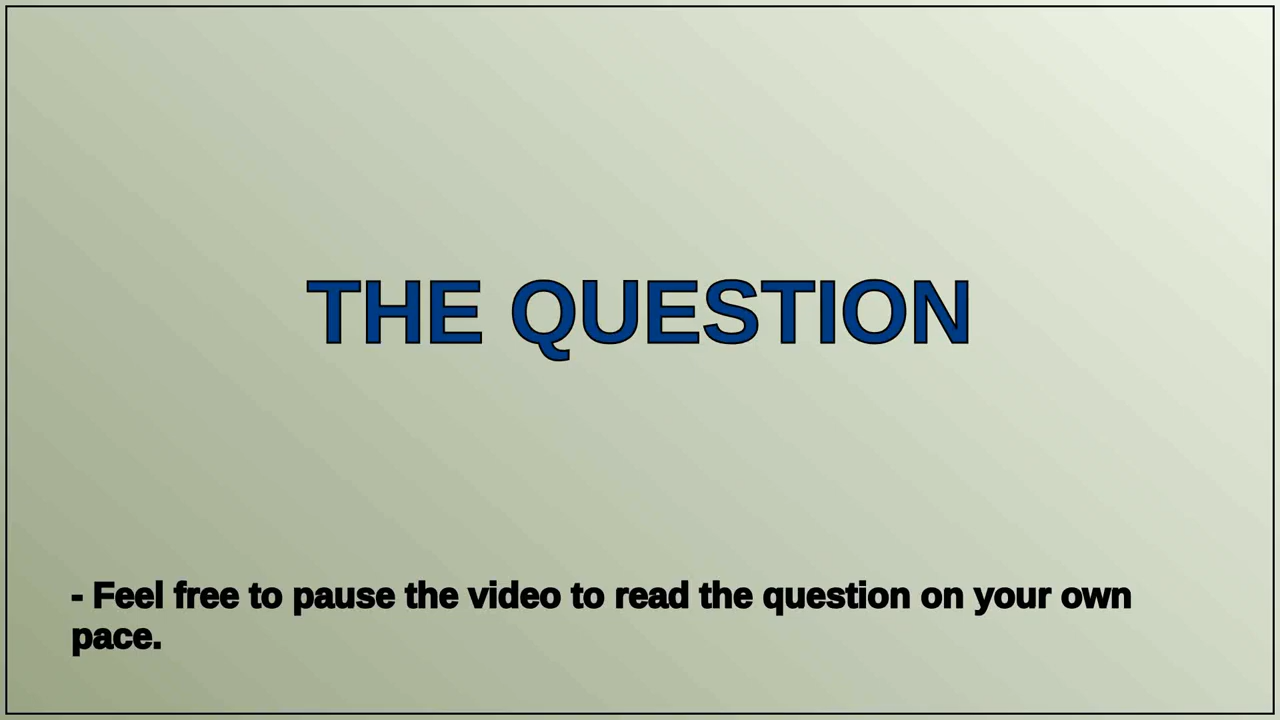 THE QUESTION
- Feel free to pause the video to read the question on your own
pace.